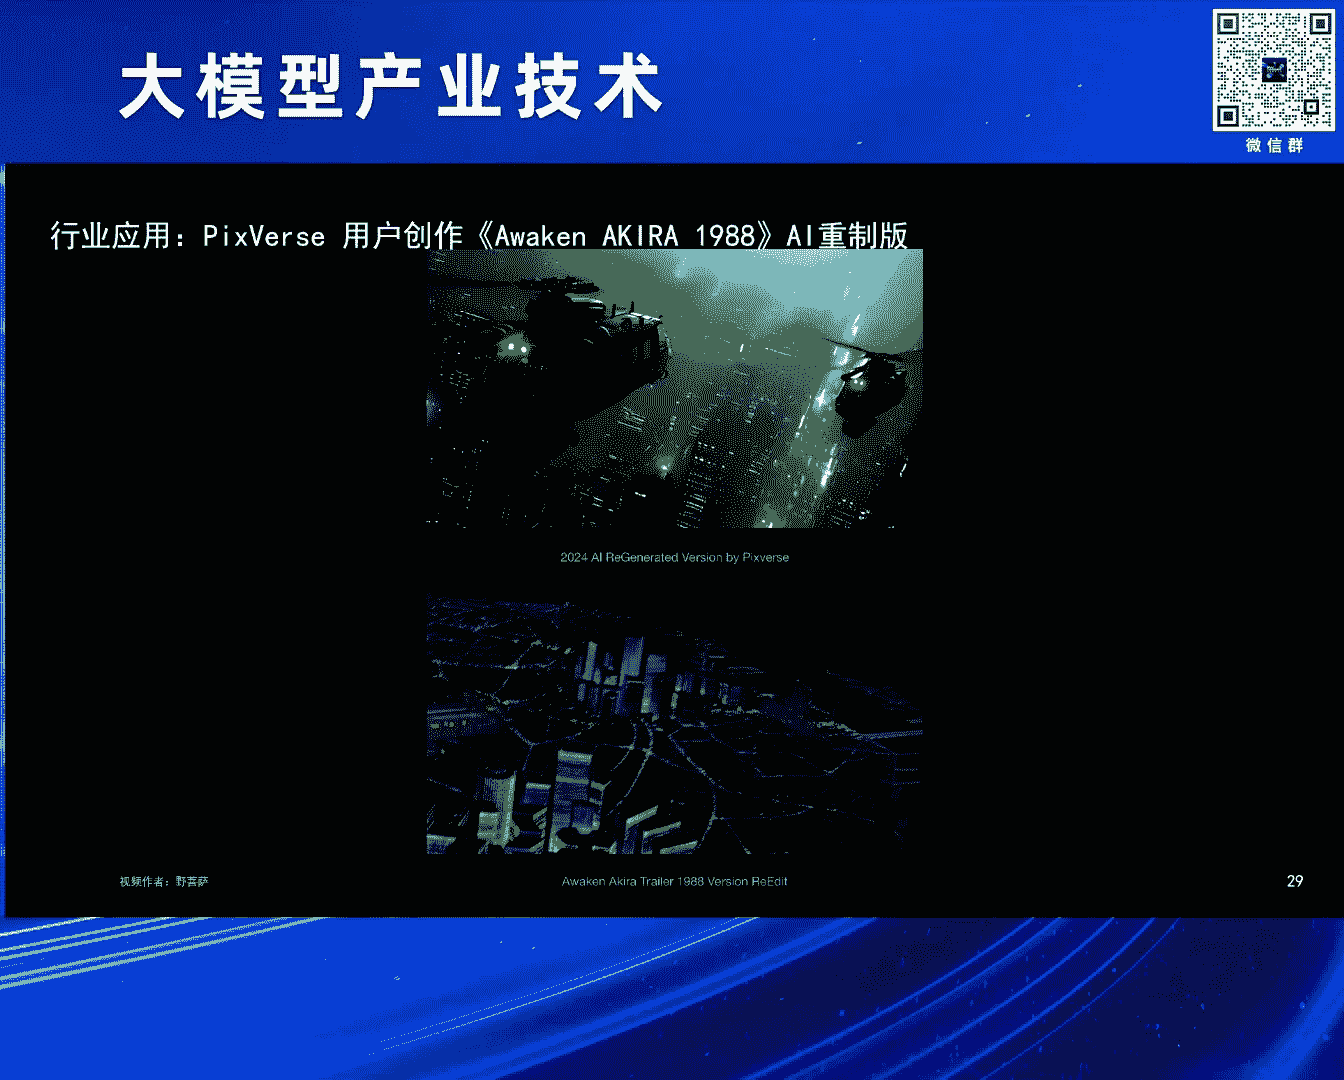 大模型产业技术
微信群
行业应用：PixVerse 用户创作《Awaken AKIRA 1988》AI重制版
2024 AI ReGenerated Version by Pixverse
视频作者：野菩萨
Awaken Akira Trailer 1988 Version ReEdit
29